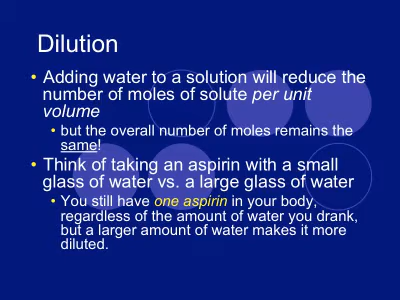 Dilution
• Adding water to a solution will reduce the
number of moles of solute per unit
volume
• but the overall number of moles remains the
same!
• Think of taking an aspirin with a small
glass of water vs. a large glass of water
• You still have one aspirin in your body,
regardless of the amount of water you drank,
but a larger amount of water makes it more
diluted.